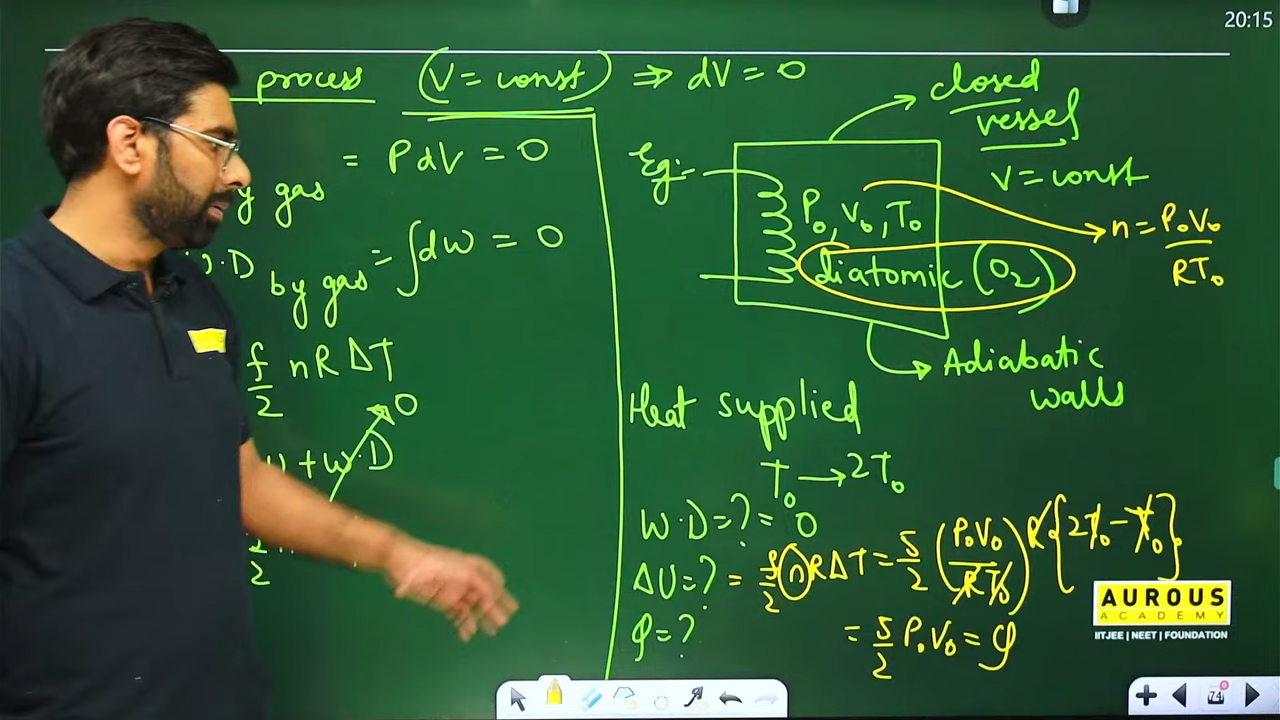 20:15
process (V = const) ⇒ dV = 0
= PdV = 0
y gas
W.D by gas = ∫dw = 0
f/2 nRΔT
0
+ W.D
2
closed vessel
V = const
Eg:-
P₀, V₀, T₀
diatomic (O₂)
n = P₀V₀/RT₀
Adiabatic walls
Heat supplied
T₀ → 2T₀
W.D = ? = 0
ΔU = ? = f/2 nRΔT = 5/2 (P₀V₀/RT₀) R {2T₀ - T₀}
= 5/2 P₀V₀ = φ
φ = ?
AUROUS
ACADEMY
IITJEE | NEET | FOUNDATION
74